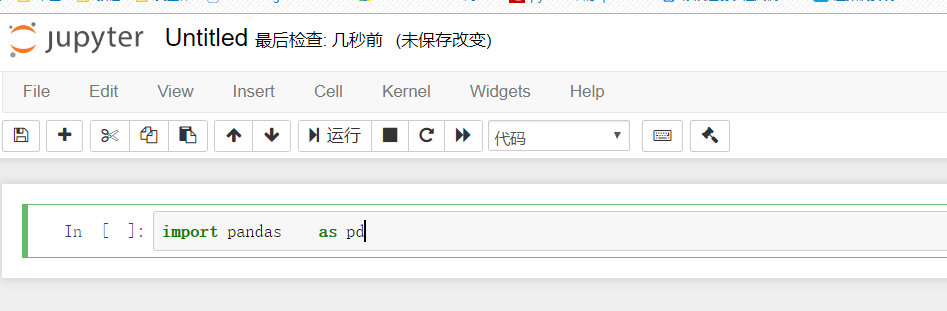 jupyter Untitled 最后检查: 几秒前 (未保存改变)
File Edit View Insert Cell Kernel Widgets Help
运行 代码
In [ ]: import pandas    as pd